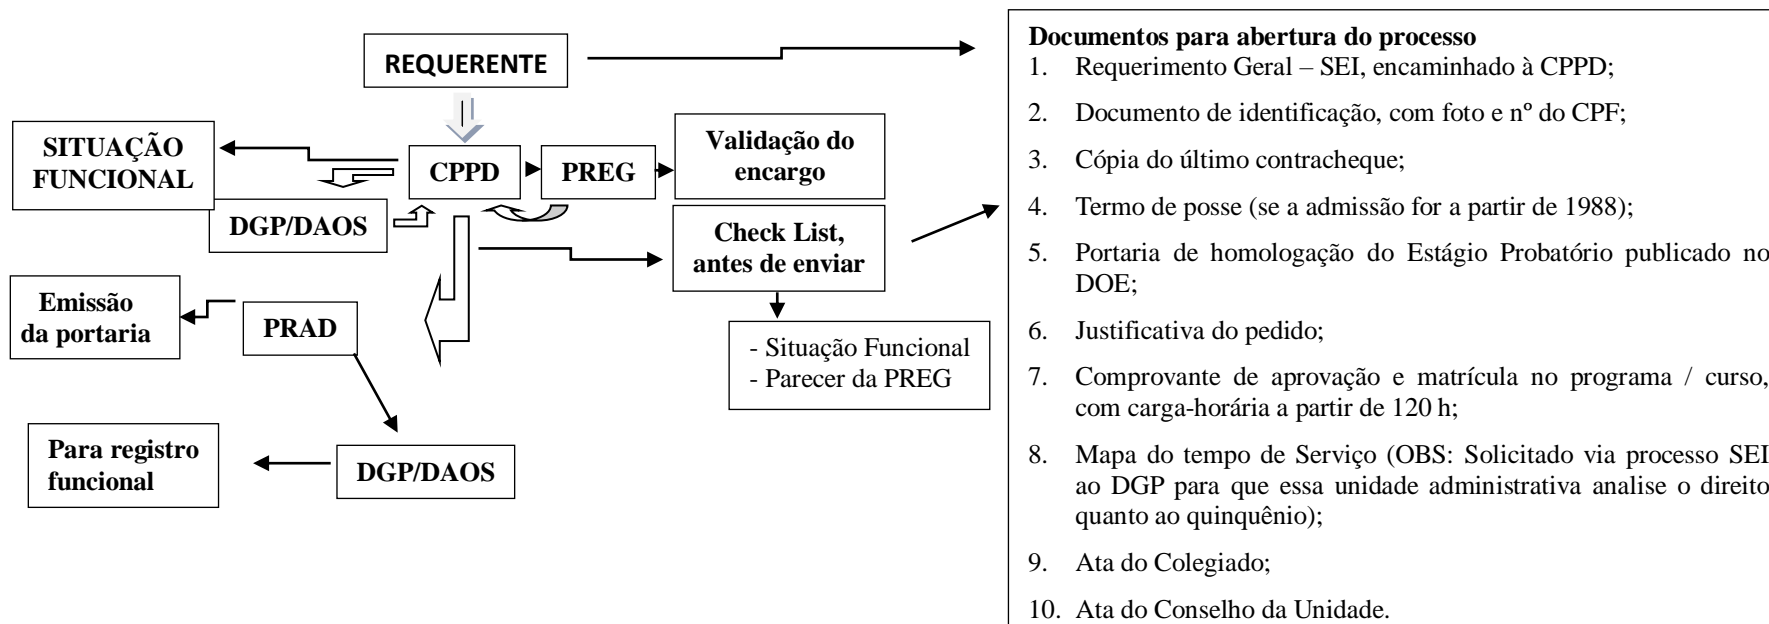 REQUERENTE
SITUAÇÃO
FUNCIONAL
CPPD
PREG
Validação do
encargo
DGP/DAOS
Check List,
antes de enviar
Emissão
da portaria
PRAD
- Situação Funcional
- Parecer da PREG
Para registro
funcional
DGP/DAOS
Documentos para abertura do processo
1. Requerimento Geral – SEI, encaminhado à CPPD;
2. Documento de identificação, com foto e nº do CPF;
3. Cópia do último contracheque;
4. Termo de posse (se a admissão for a partir de 1988);
5. Portaria de homologação do Estágio Probatório publicado no
DOE;
6. Justificativa do pedido;
7. Comprovante de aprovação e matrícula no programa / curso,
com carga-horária a partir de 120 h;
8. Mapa do tempo de Serviço (OBS: Solicitado via processo SEI
ao DGP para que essa unidade administrativa analise o direito
quanto ao quinquênio);
9. Ata do Colegiado;
10. Ata do Conselho da Unidade.